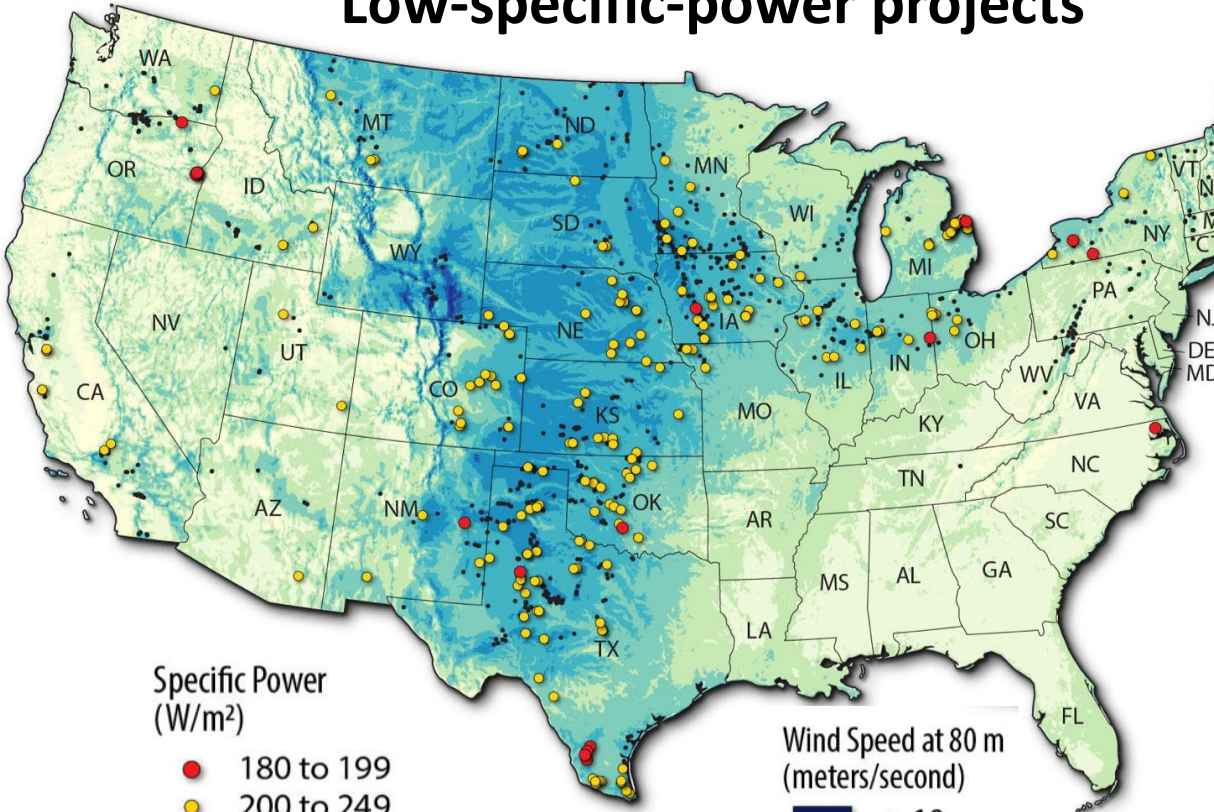 Low-specific-power projects
WA
MT
ND
MN
VT
OR
ID
WI
SD
NY
WY
MI
PA
NV
NE
IA
OH
UT
IN
DE
MD
IL
CO
WV
CA
VA
KS
MO
KY
NC
TN
OK
AZ
NM
AR
SC
MS
AL
GA
LA
TX
FL
Specific Power
(W/m²)
180 to 199
200 to 249
Wind Speed at 80 m
(meters/second)